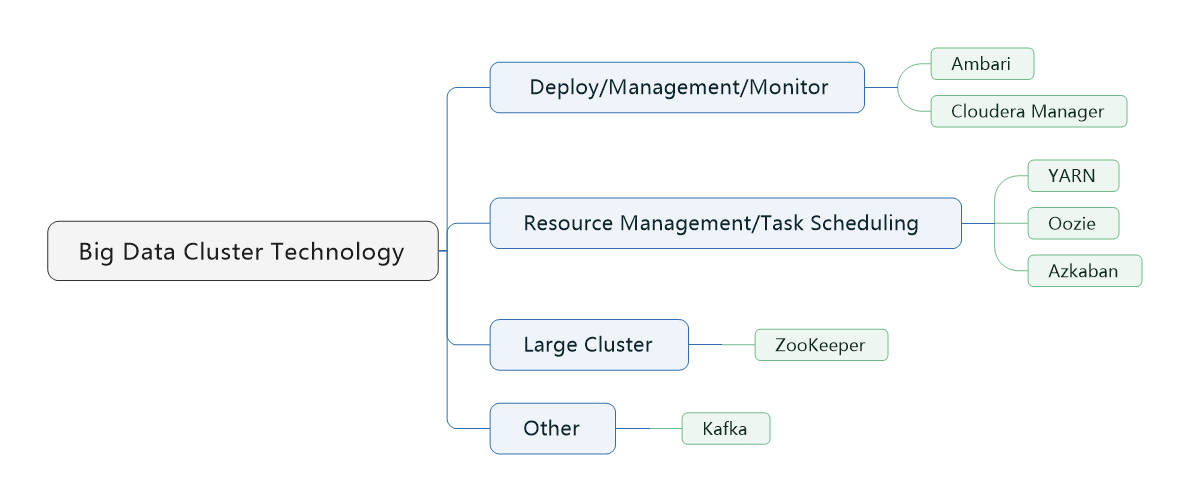 Big Data Cluster Technology
Deploy/Management/Monitor
Ambari
Cloudera Manager
Resource Management/Task Scheduling
YARN
Oozie
Azkaban
Large Cluster
ZooKeeper
Other
Kafka